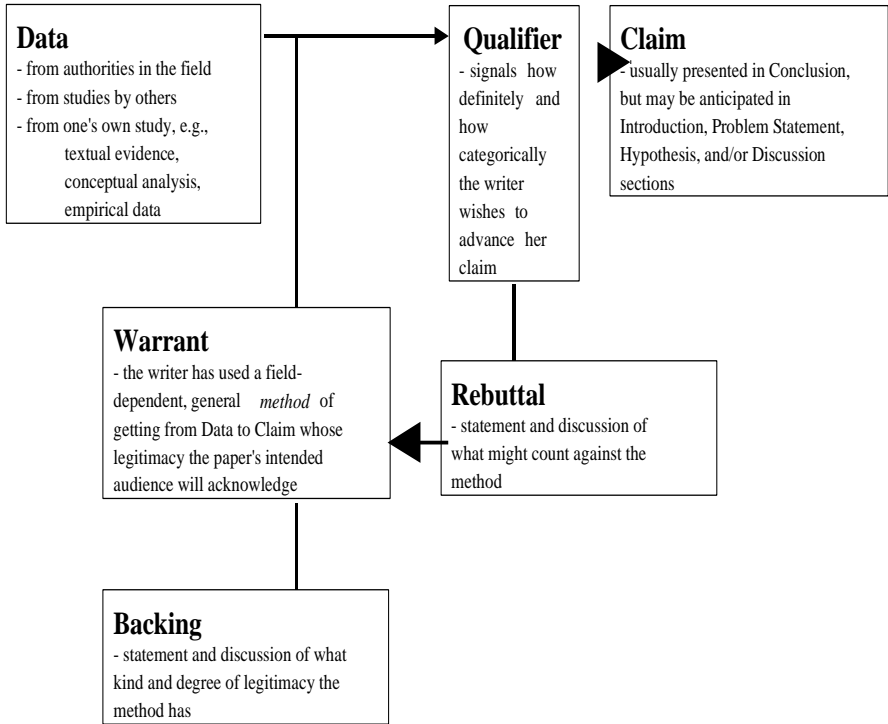 Data
- from authorities in the field
- from studies by others
- from one's own study, e.g.,
textual evidence,
conceptual analysis,
empirical data
Qualifier
- signals how
definitely and
how
categorically
the writer
wishes to
advance her
claim
Claim
- usually presented in Conclusion,
but may be anticipated in
Introduction, Problem Statement,
Hypothesis, and/or Discussion
sections
Warrant
- the writer has used a field-
dependent, general method of
getting from Data to Claim whose
legitimacy the paper's intended
audience will acknowledge
Rebuttal
- statement and discussion of
what might count against the
method
Backing
- statement and discussion of what
kind and degree of legitimacy the
method has